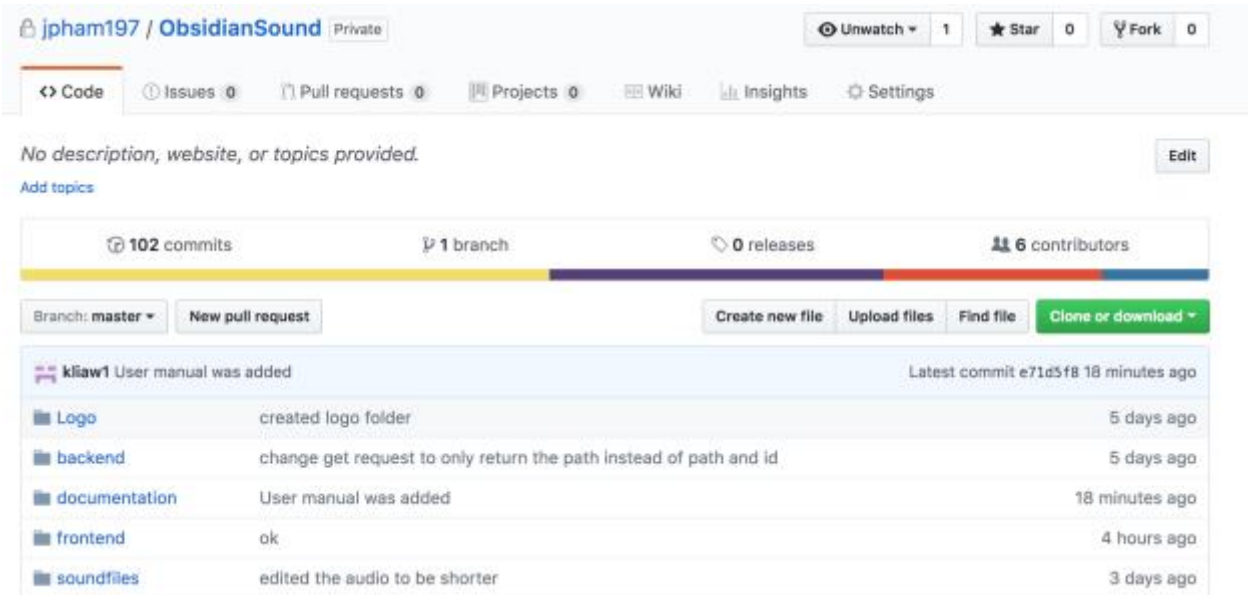 jpham197 / ObsidianSound Private Unwatch 1 Star 0 Fork 0
Code Issues 0 Pull requests 0 Projects 0 Wiki Insights Settings
No description, website, or topics provided. Edit
Add topics
102 commits 1 branch 0 releases 6 contributors
Branch: master New pull request Create new file Upload files Find file Clone or download
kliaw1 User manual was added Latest commit e71d5f8 18 minutes ago
Logo created logo folder 5 days ago
backend change get request to only return the path instead of path and id 5 days ago
documentation User manual was added 18 minutes ago
frontend ok 4 hours ago
soundfiles edited the audio to be shorter 3 days ago